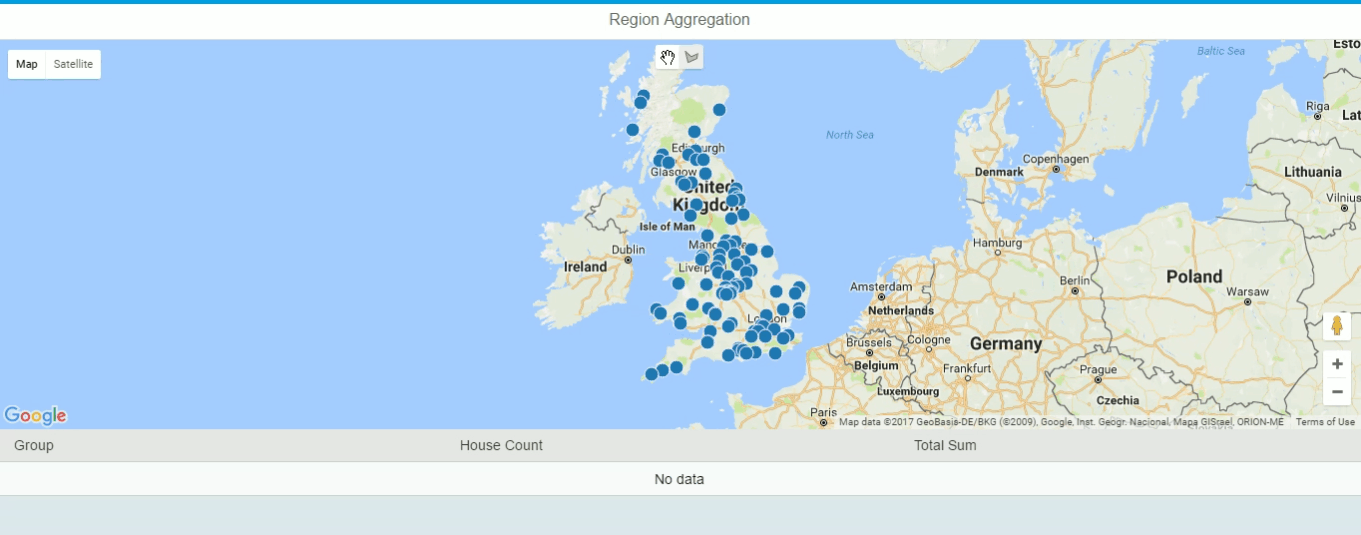 Region Aggregation
Map Satellite
Baltic Sea
Esto
Riga
Lat
North Sea
Edinburgh
Copenhagen
Glasgow
Denmark
Lithuania
United
Kingdom
Vilnius
Isle of Man
Dublin
Manc
Hamburg
Ireland
Liverp
Poland
Amsterdam
Berlin
Warsaw
Netherlands
London
Brussels
Cologne
Germany
Belgium
Frankfurt
Prague
Luxembourg
Czechia
Paris
Google
Map data ©2017 GeoBasis-DE/BKG (©2009), Google, Inst. Geogr. Nacional, Mapa GISrael, ORION-ME Terms of Use
Group House Count Total Sum
No data